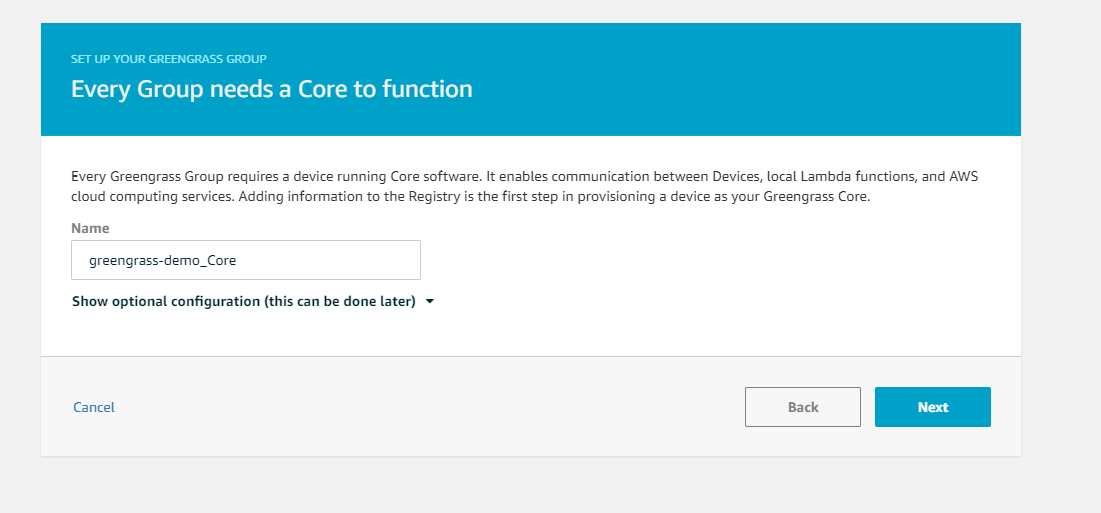 SET UP YOUR GREENGRASS GROUP
Every Group needs a Core to function
Every Greengrass Group requires a device running Core software. It enables communication between Devices, local Lambda functions, and AWS
cloud computing services. Adding information to the Registry is the first step in provisioning a device as your Greengrass Core.
Name
greengrass-demo_Core
Show optional configuration (this can be done later)
Cancel
Back
Next